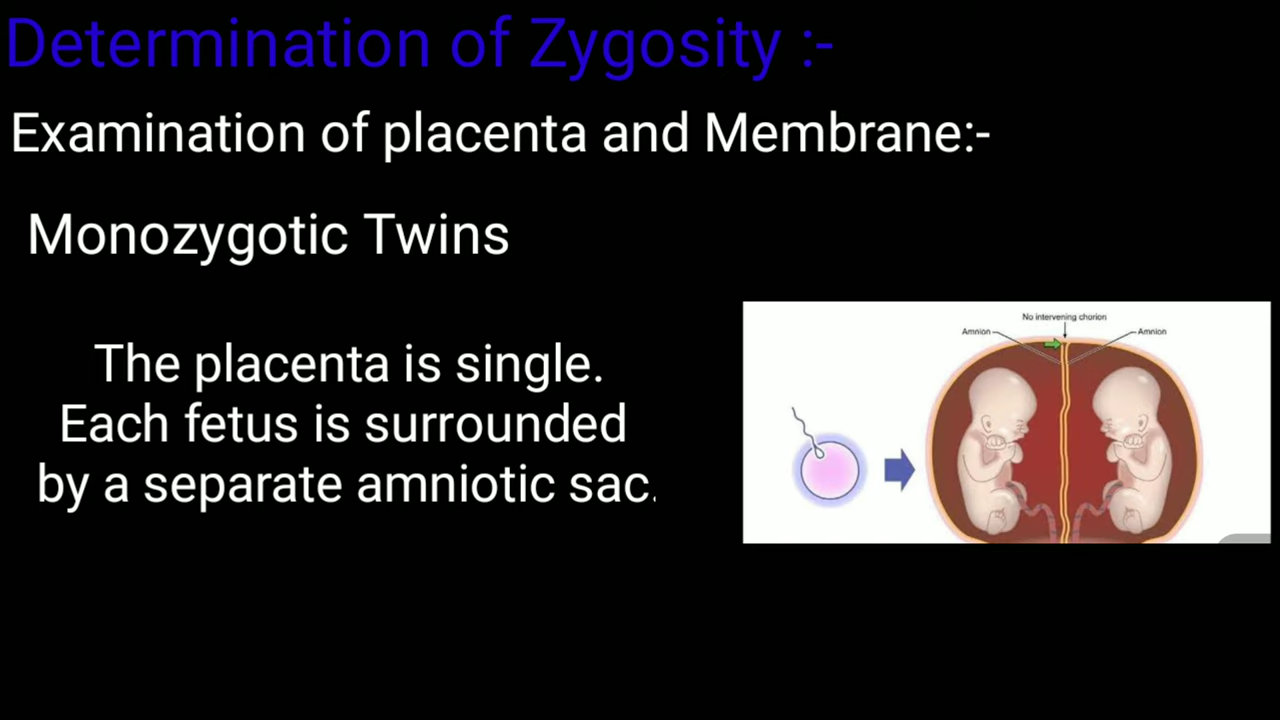 Determination of Zygosity :-
Examination of placenta and Membrane:-
Monozygotic Twins
The placenta is single.
Each fetus is surrounded
by a separate amniotic sac.
No intervening chorion
Amnion
Amnion